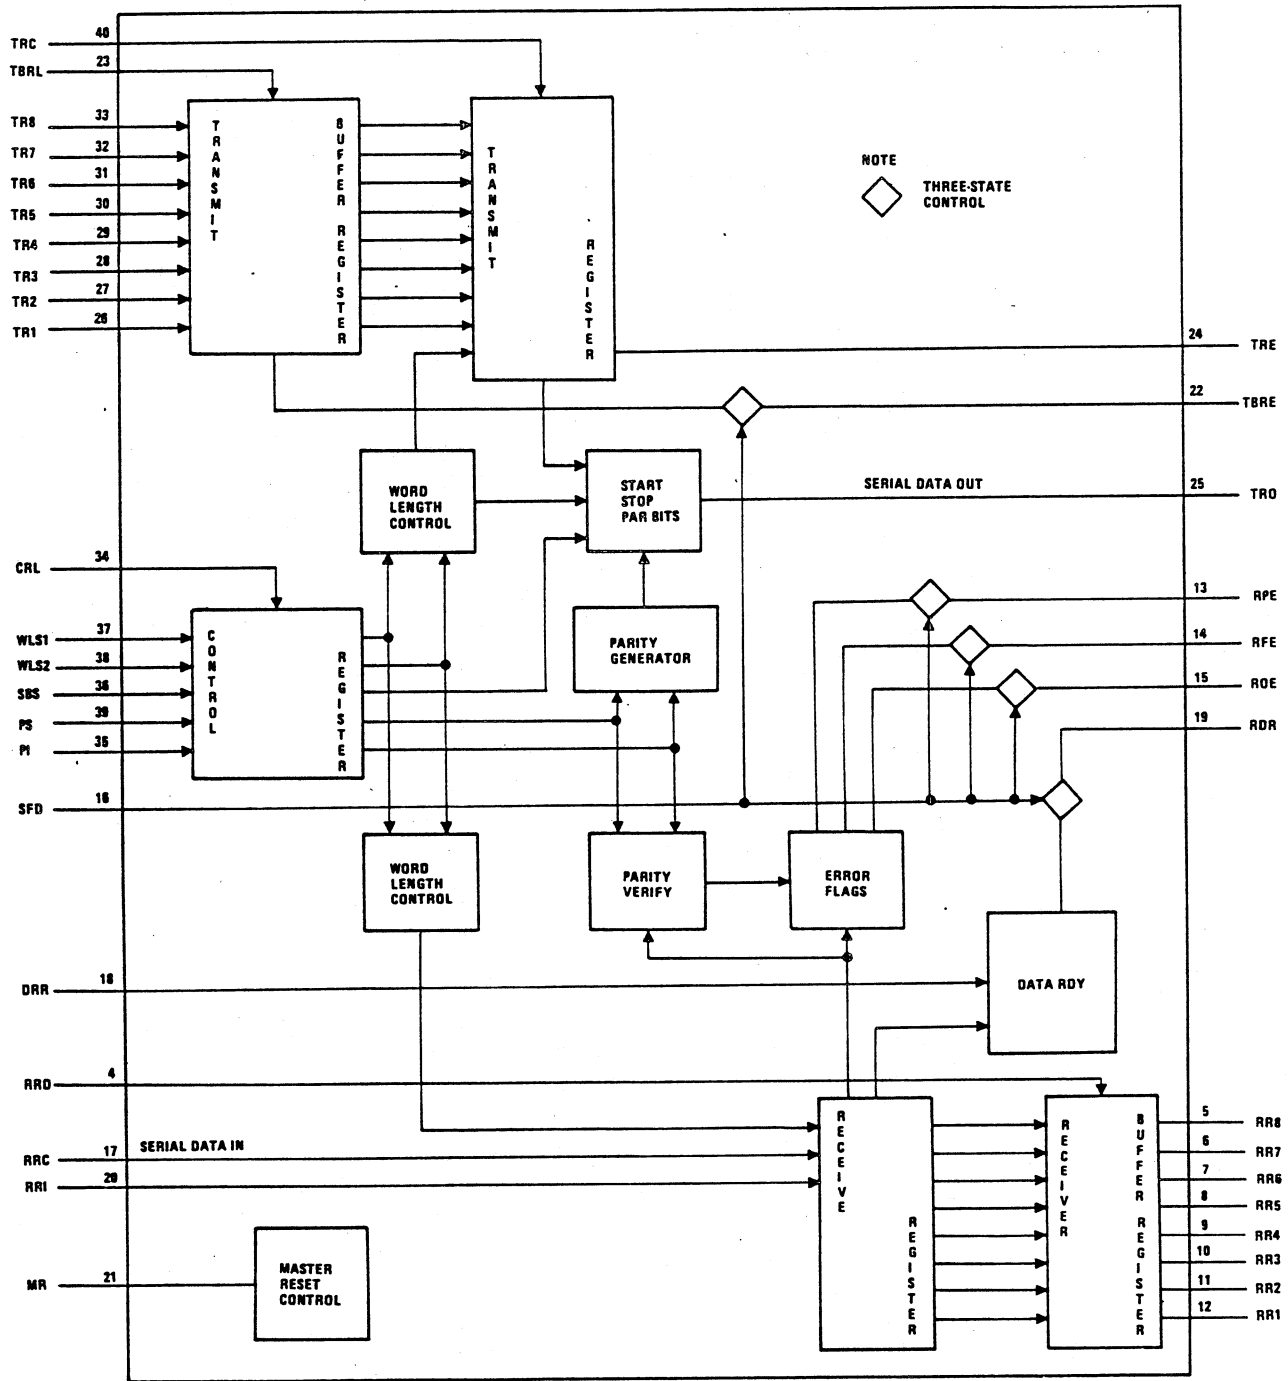 TRC 40
TBRL 23
TR8 33
TR7 32
TR6 31
TR5 30
TR4 29
TR3 28
TR2 27
TR1 26
TRANSMIT
BUFFER REGISTER
TRANSMIT
REGISTER
NOTE
THREE-STATE
CONTROL
24 TRE
22 TBRE
WORD
LENGTH
CONTROL
START
STOP
PAR BITS
SERIAL DATA OUT
25 TRO
CRL 34
WLS1 37
WLS2 38
SBS 36
PS 39
PI 35
CONTROL
REGISTER
PARITY
GENERATOR
13 RPE
14 RFE
15 ROE
19 RDR
SFD 16
WORD
LENGTH
CONTROL
PARITY
VERIFY
ERROR
FLAGS
DRR 18
DATA RDY
RRD 4
RRC 17 SERIAL DATA IN
RRI 20
RECEIVE
REGISTER
RECEIVER
BUFFER REGISTER
5 RR8
6 RR7
7 RR6
8 RR5
9 RR4
10 RR3
11 RR2
12 RR1
MR 21
MASTER
RESET
CONTROL